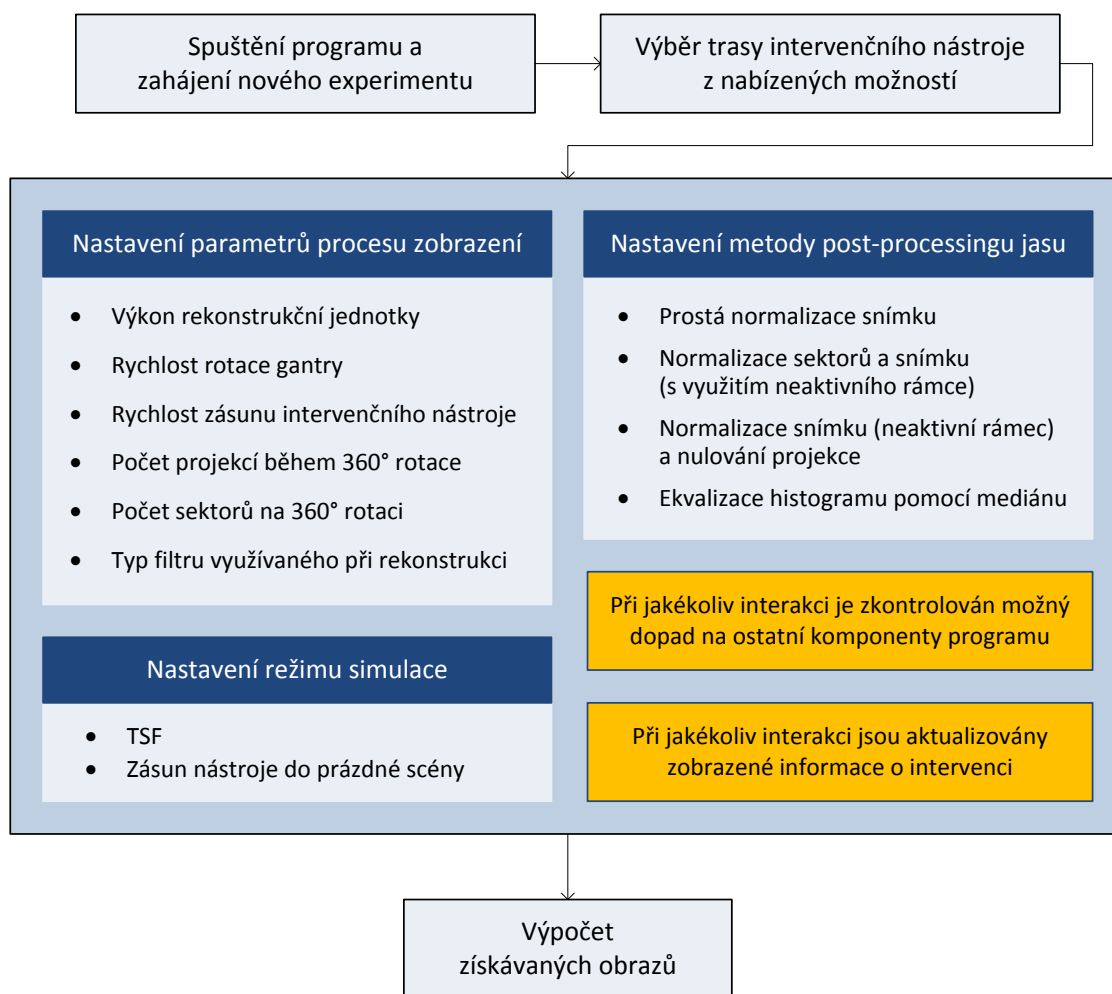 Spuštění programu a
zahájení nového experimentu
Výběr trasy intervenčního nástroje
z nabízených možností
Nastavení parametrů procesu zobrazení
• Výkon rekonstrukční jednotky
• Rychlost rotace gantry
• Rychlost zásunu intervenčního nástroje
• Počet projekcí během 360° rotace
• Počet sektorů na 360° rotaci
• Typ filtru využívaného při rekonstrukci
Nastavení režimu simulace
• TSF
• Zásun nástroje do prázdné scény
Nastavení metody post-processingu jasu
• Prostá normalizace snímku
• Normalizace sektorů a snímku
(s využitím neaktivního rámce)
• Normalizace snímku (neaktivní rámec)
a nulování projekce
• Ekvalizace histogramu pomocí mediánu
Při jakékoliv interakci je zkontrolován možný
dopad na ostatní komponenty programu
Při jakékoliv interakci jsou aktualizovány
zobrazené informace o intervenci
Výpočet
získávaných obrazů